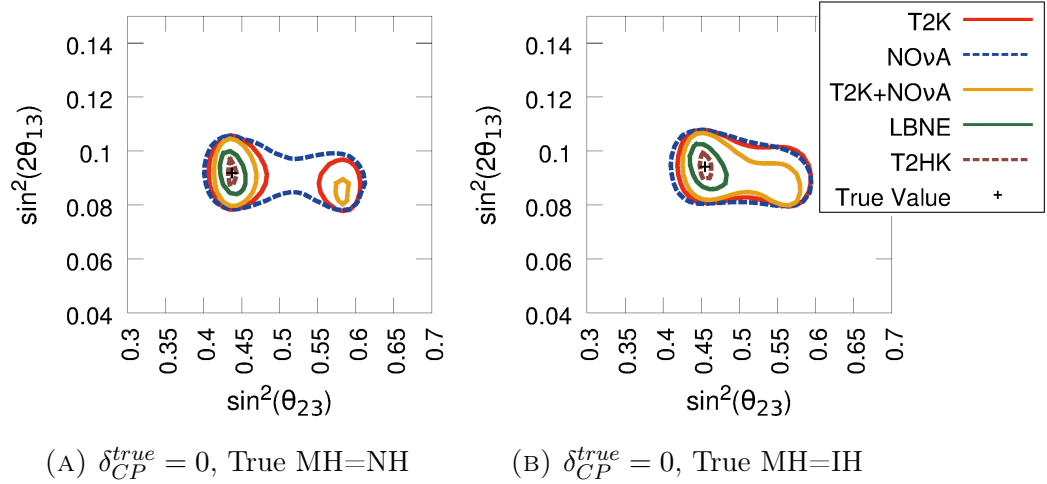 0.14
0.12
0.1
0.08
0.06
0.04
sin²(2θ₁₃)
0.3
0.35
0.4
0.45
0.5
0.55
0.6
0.65
0.7
sin²(θ₂₃)
(A) δ_{CP}^{true} = 0, True MH=NH
0.14
0.12
0.1
0.08
0.06
0.04
sin²(2θ₁₃)
0.3
0.35
0.4
0.45
0.5
0.55
0.6
0.65
0.7
sin²(θ₂₃)
(B) δ_{CP}^{true} = 0, True MH=IH
T2K
NOνA
T2K+NOνA
LBNE
T2HK
True Value